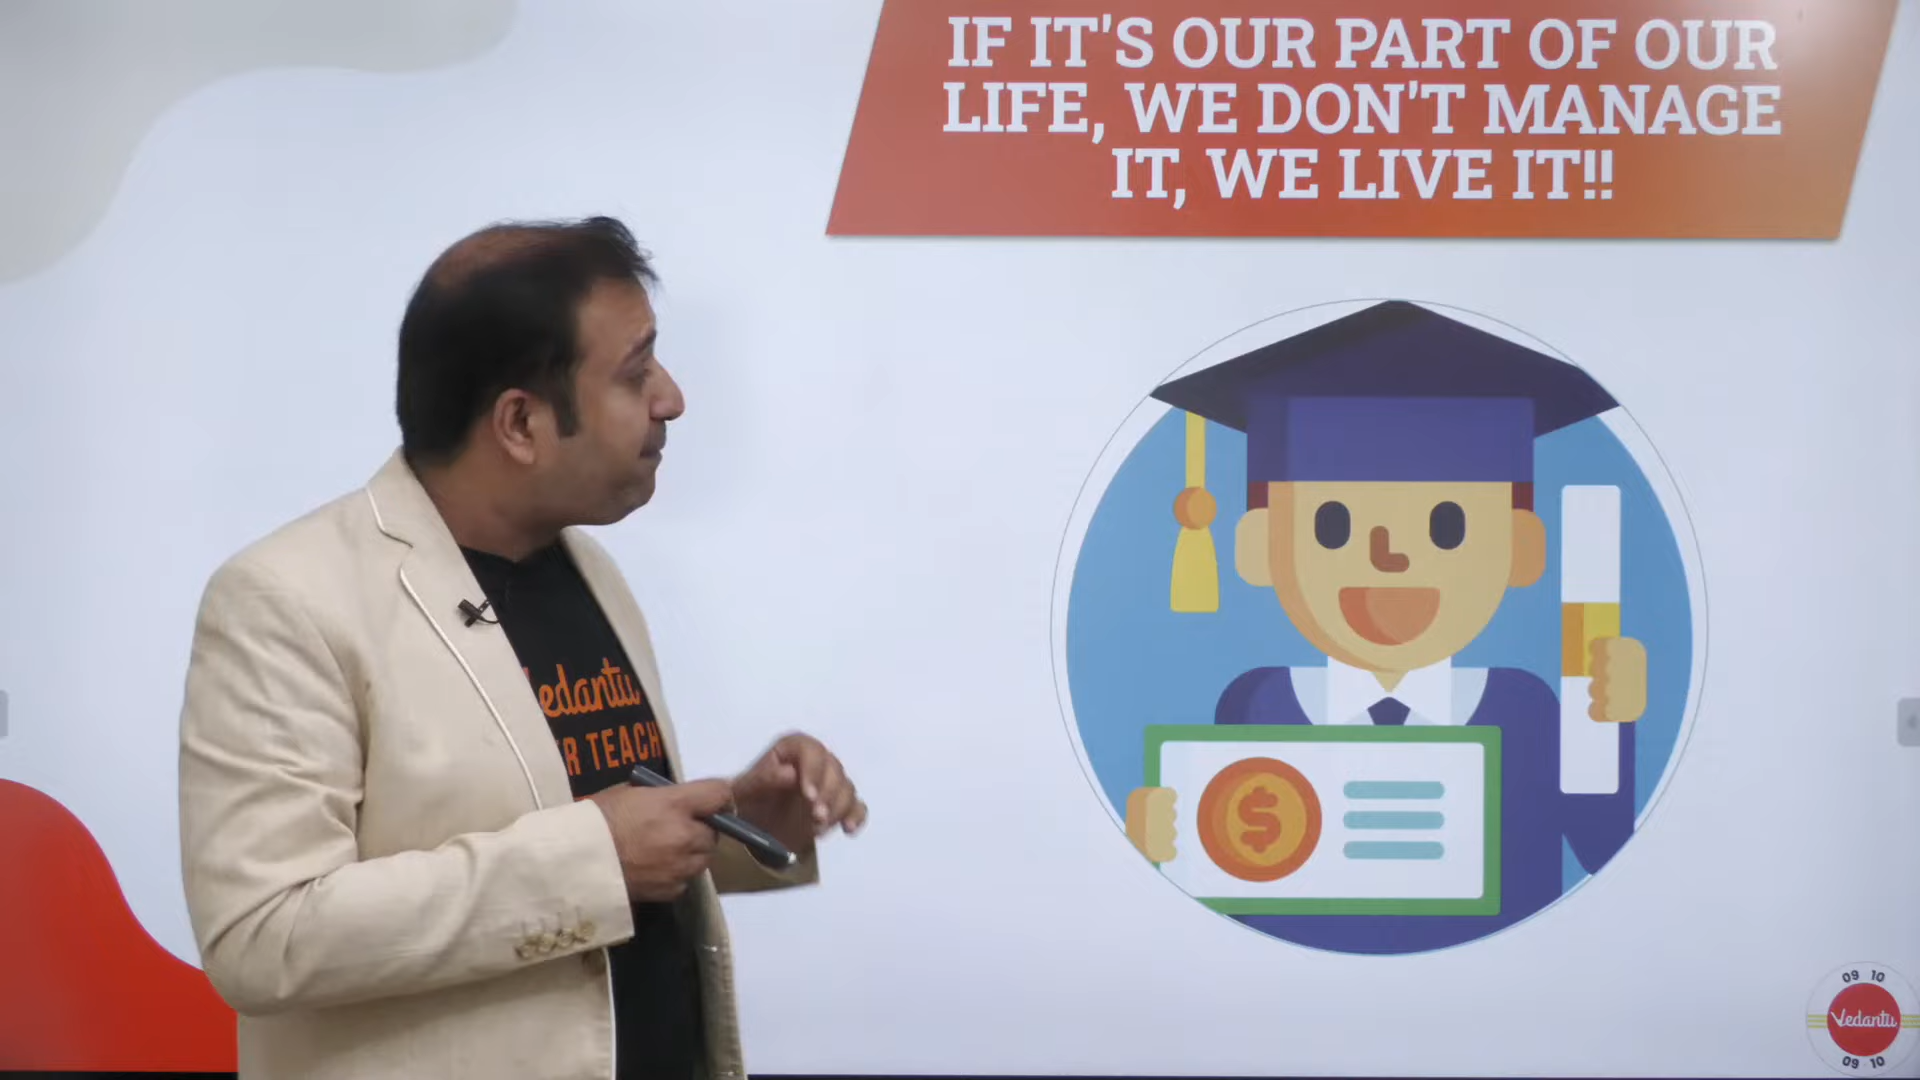 IF IT'S OUR PART OF OUR
LIFE, WE DON'T MANAGE
IT, WE LIVE IT!!
Vedantu
TEACH
$
09 10
Vedantu
09 10